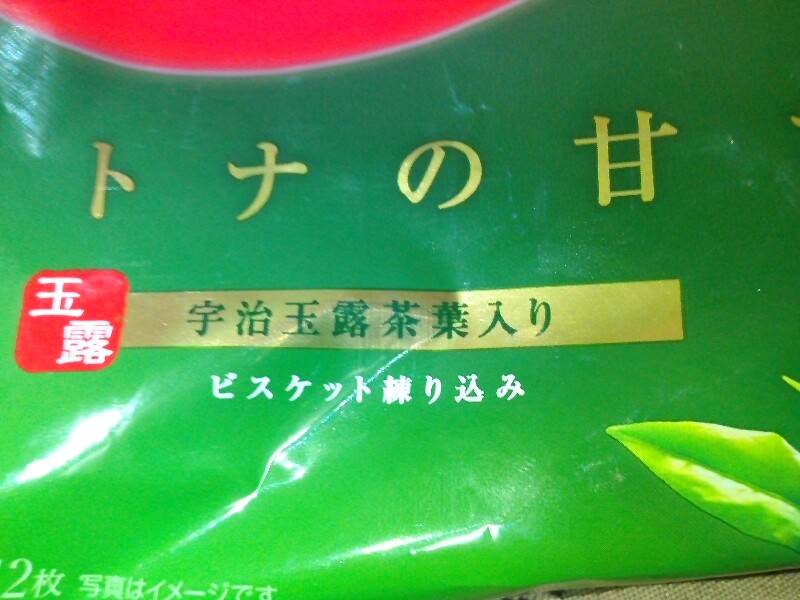 トナの甘
玉露
宇治玉露茶葉入り
ビスケット練り込み
2枚 写真はイメージです